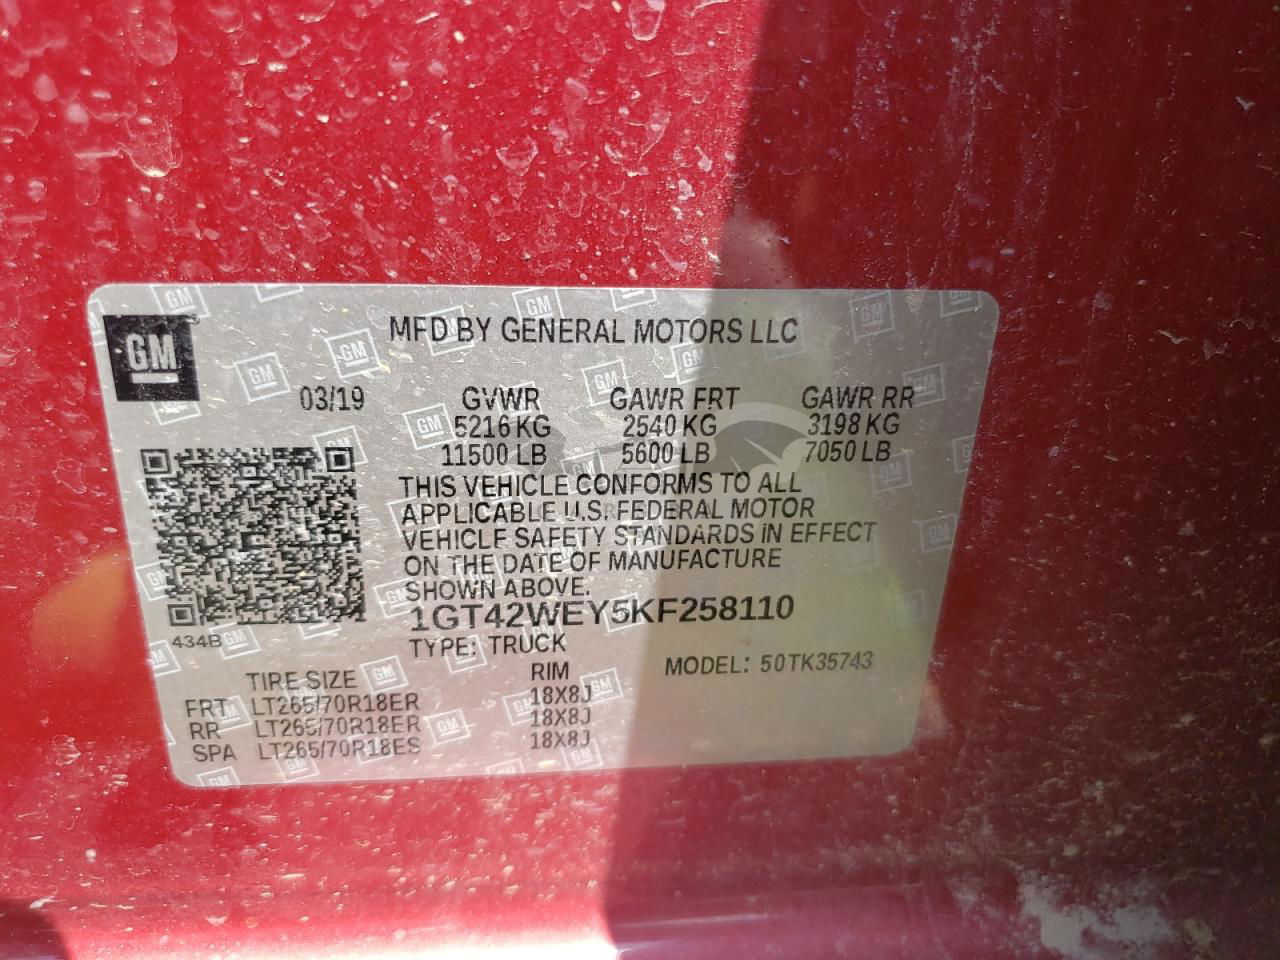 GM
MFD BY GENERAL MOTORS LLC
03/19 GVWR GAWR FRT GAWR RR
5216 KG 2540 KG 3198 KG
11500 LB 5600 LB 7050 LB
THIS VEHICLE CONFORMS TO ALL
APPLICABLE U.S. FEDERAL MOTOR
VEHICLE SAFETY STANDARDS IN EFFECT
ON THE DATE OF MANUFACTURE
SHOWN ABOVE.
1GT42WEY5KF258110
434B
TYPE: TRUCK
MODEL: 50TK35743
TIRE SIZE RIM
FRT LT265/70R18ER 18X8J
RR LT265/70R18ER 18X8J
SPA LT265/70R18ES 18X8J